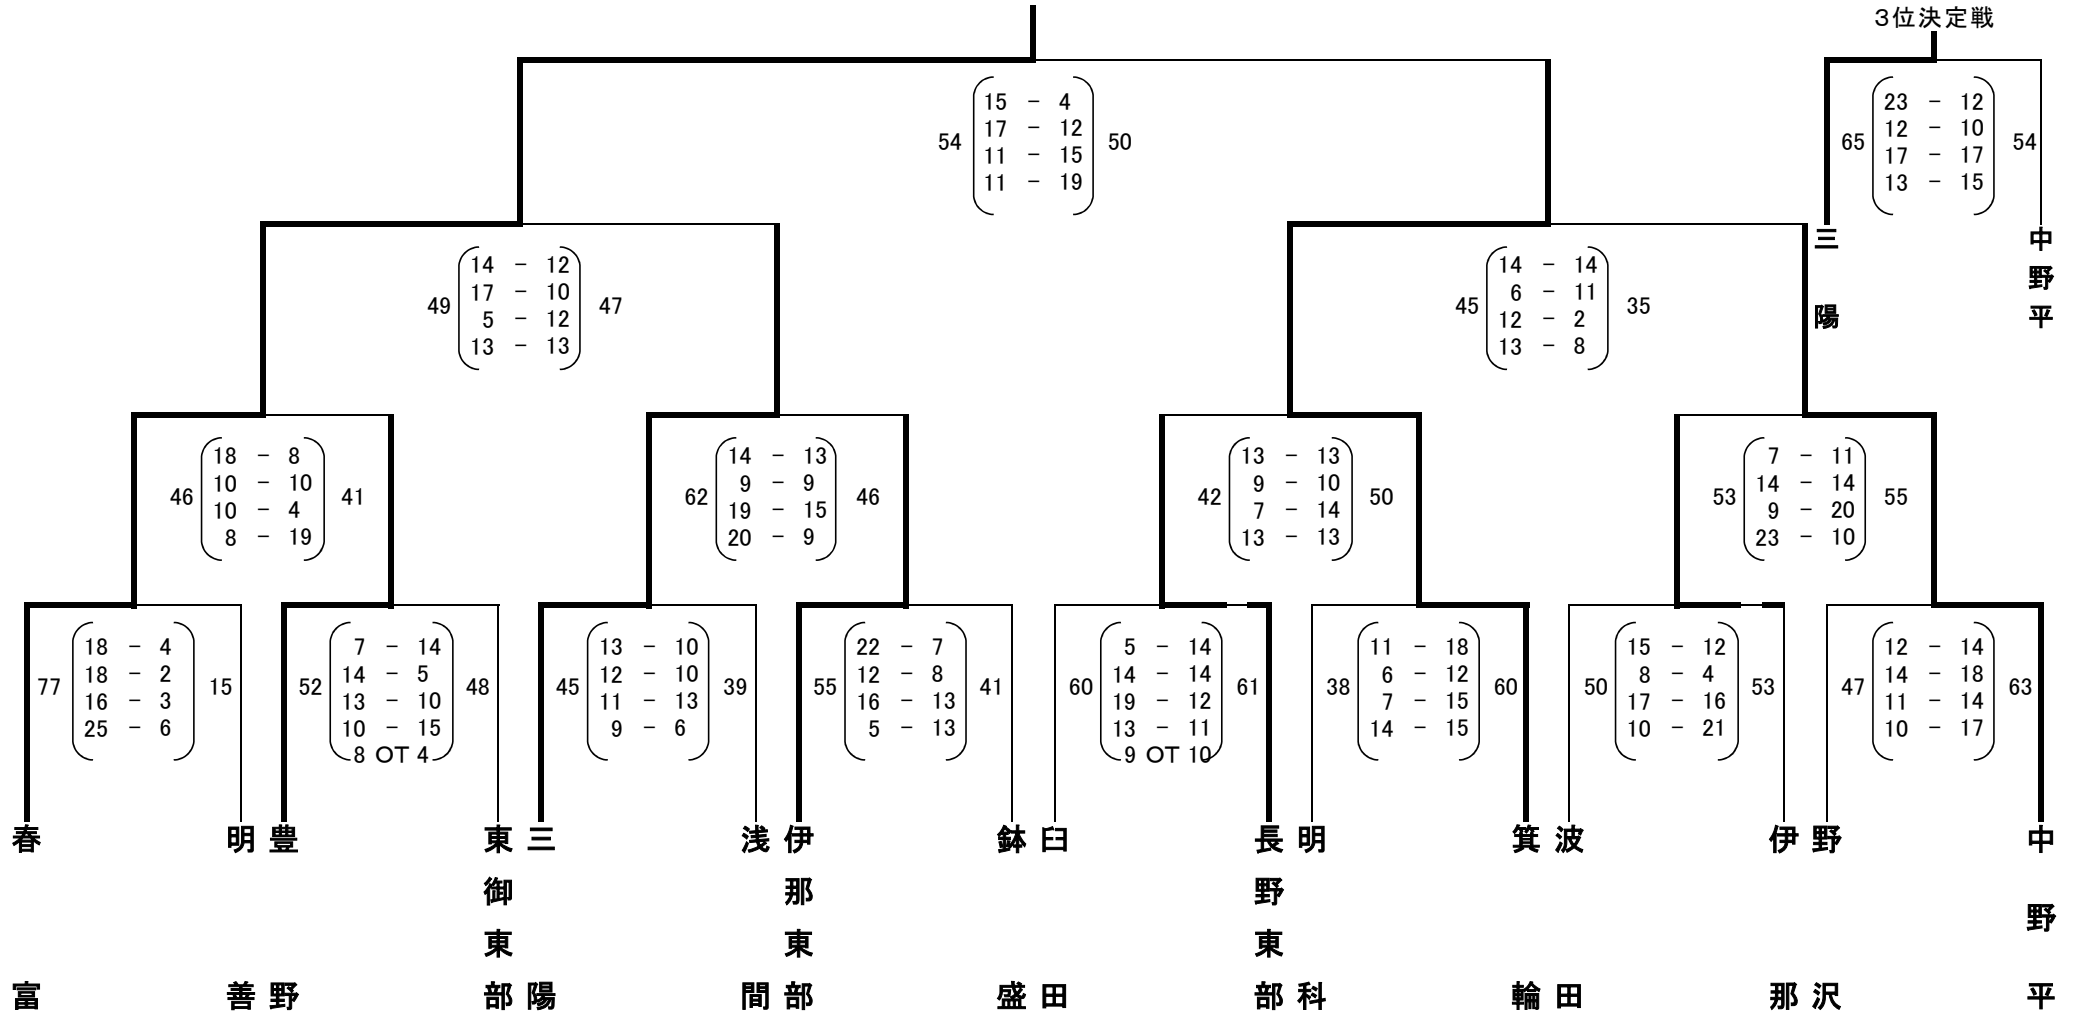 3位決定戦
54 15 - 4 50
17 - 12
11 - 15
11 - 19
65 23 - 12 54
12 - 10
17 - 17
13 - 15
三陽
中野平
49 14 - 12 47
17 - 10
5 - 12
13 - 13
45 14 - 14 35
6 - 11
12 - 2
13 - 8
46 18 - 8 41
10 - 10
10 - 4
8 - 19
62 14 - 13 46
9 - 9
19 - 15
20 - 9
42 13 - 13 50
9 - 10
7 - 14
13 - 13
53 7 - 11 55
14 - 14
9 - 20
23 - 10
77 18 - 4 15
18 - 2
16 - 3
25 - 6
52 7 - 14 48
14 - 5
13 - 10
10 - 15
8 OT 4
45 13 - 10 39
12 - 10
11 - 13
9 - 6
55 22 - 7 41
12 - 8
16 - 13
5 - 13
60 5 - 14 61
14 - 14
19 - 12
13 - 11
9 OT 10
38 11 - 18 60
6 - 12
7 - 15
14 - 15
50 15 - 12 53
8 - 4
17 - 16
10 - 21
47 12 - 14 63
14 - 18
11 - 14
10 - 17
春富
明善
豊野
東御東部
三陽
浅間
伊那東部
鉢盛
臼田
長野東部
明科
箕輪
波田
伊那
野沢
中野平